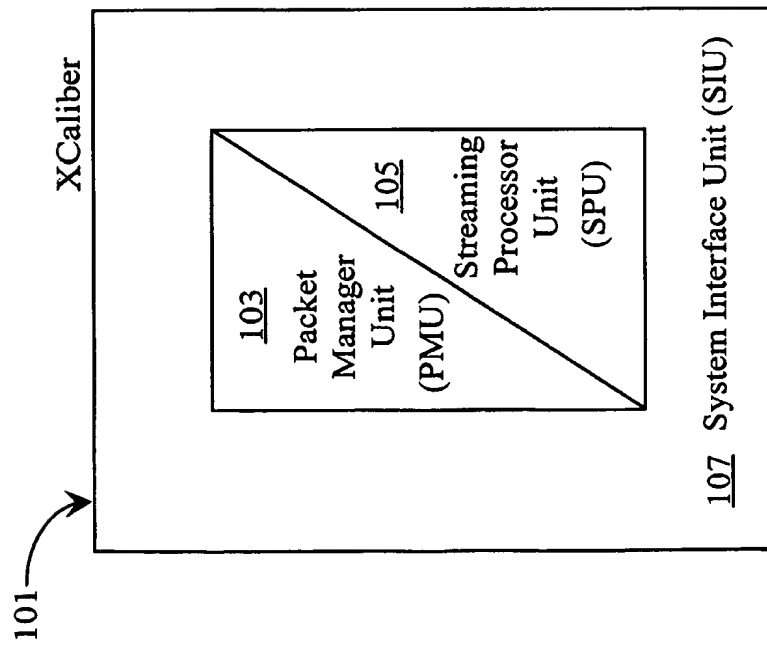 101
XCaliber
103
Packet
Manager
Unit
(PMU)
105
Streaming
Processor
Unit
(SPU)
107 System Interface Unit (SIU)